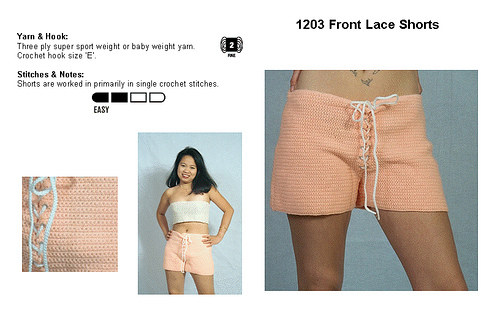 1203 Front Lace Shorts
Yarn & Hook:
Three ply super sport weight or baby weight yarn.
Crochet hook size 'E'.
2
FINE
Stitches & Notes:
Shorts are worked in primarily in single crochet stitches.
EASY